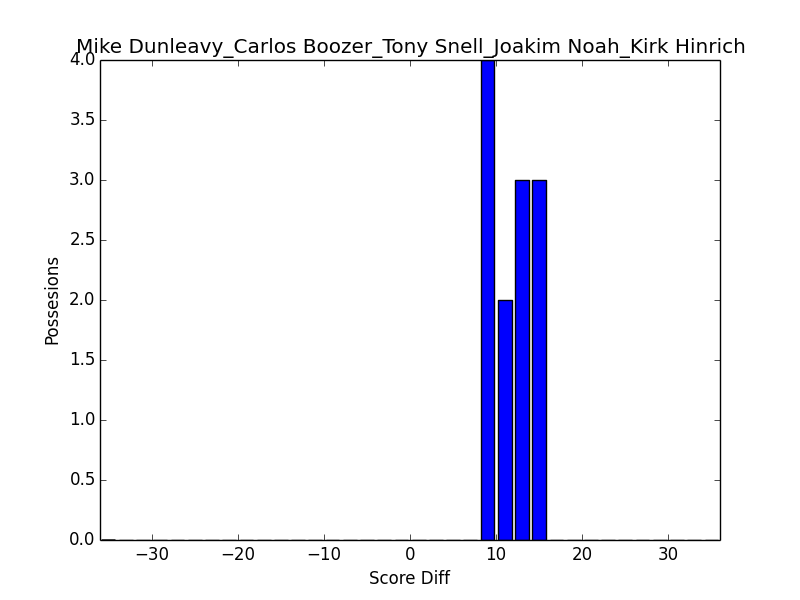 Mike Dunleavy_Carlos Boozer_Tony Snell_Joakim Noah_Kirk Hinrich
4.0
3.5
3.0
2.5
2.0
1.5
1.0
0.5
0.0
Possesions
−30 −20 −10 0 10 20 30
Score Diff